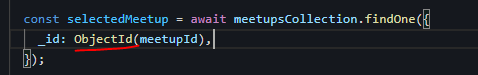 const selectedMeetup = await meetupsCollection.findOne({
_id: ObjectId(meetupId),
});